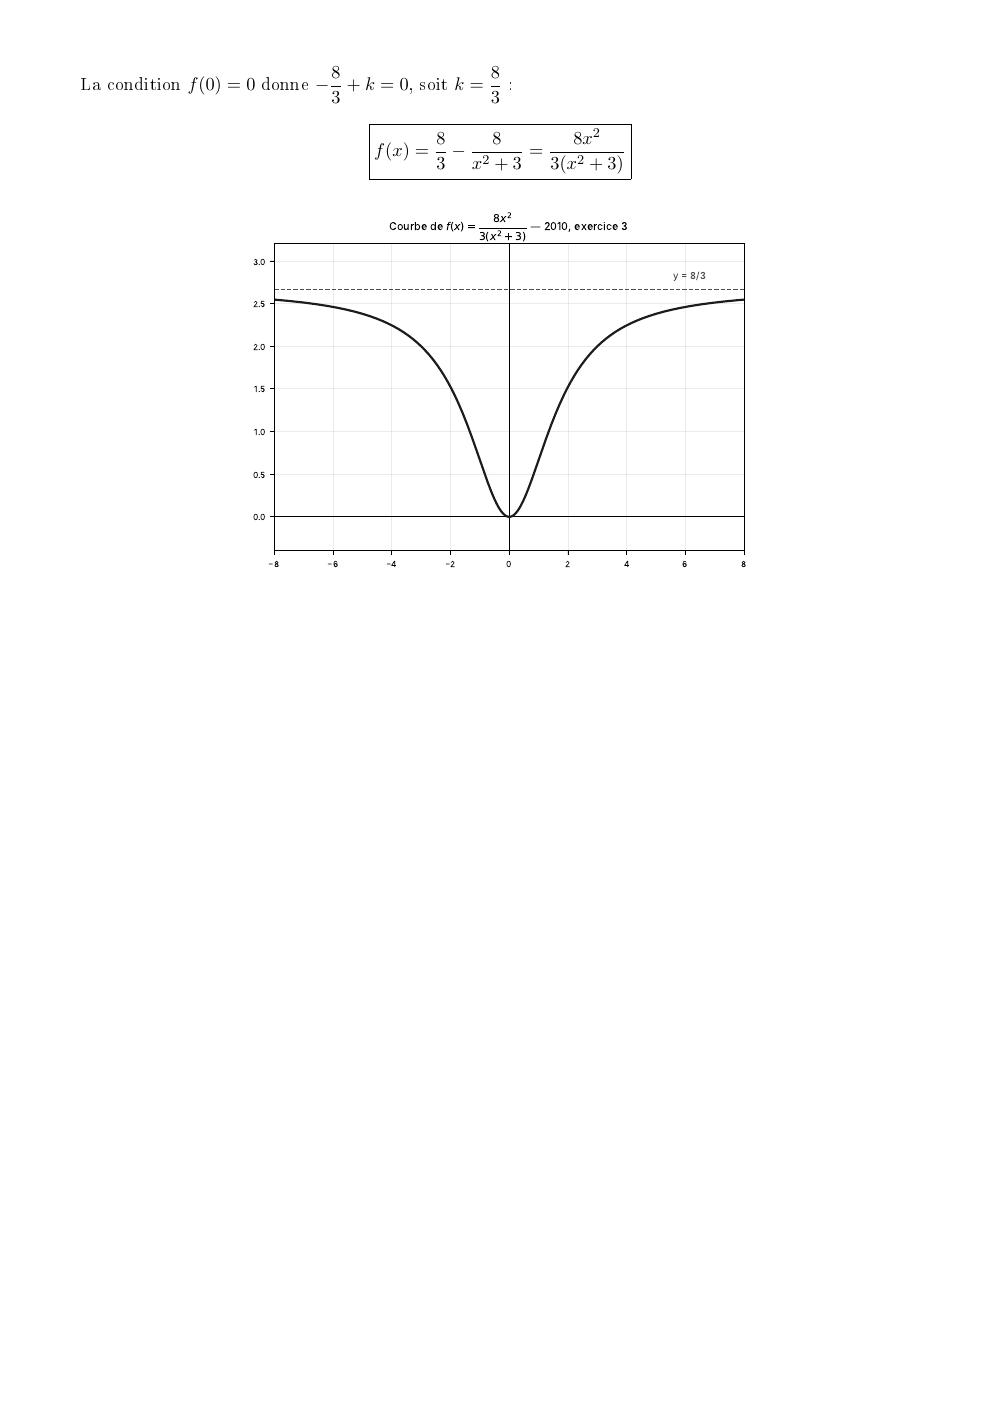 La condition f(0) = 0 donne −8/3 + k = 0, soit k = 8/3 :
f(x) = 8/3 − 8/(x² + 3) = 8x²/(3(x² + 3))
Courbe de f(x) = 8x²/(3(x² + 3)) — 2010, exercice 3
y = 8/3
3.0
2.5
2.0
1.5
1.0
0.5
0.0
−8 −6 −4 −2 0 2 4 6 8